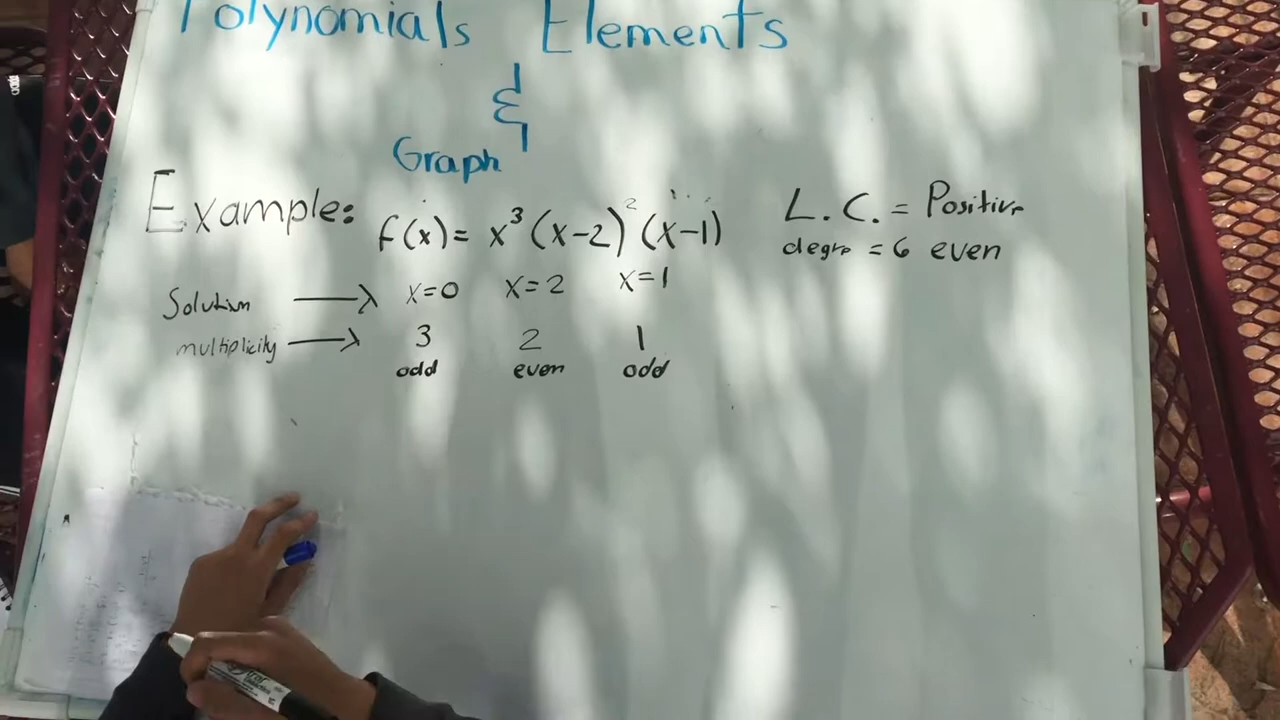 Polynomials Elements
&
Graph
Example: f(x)= x³(x-2)²(x-1)
L.C. = Positive
degre = 6 even
Solution → x=0 x=2 x=1
multiplicity → 3 2 1
odd even odd